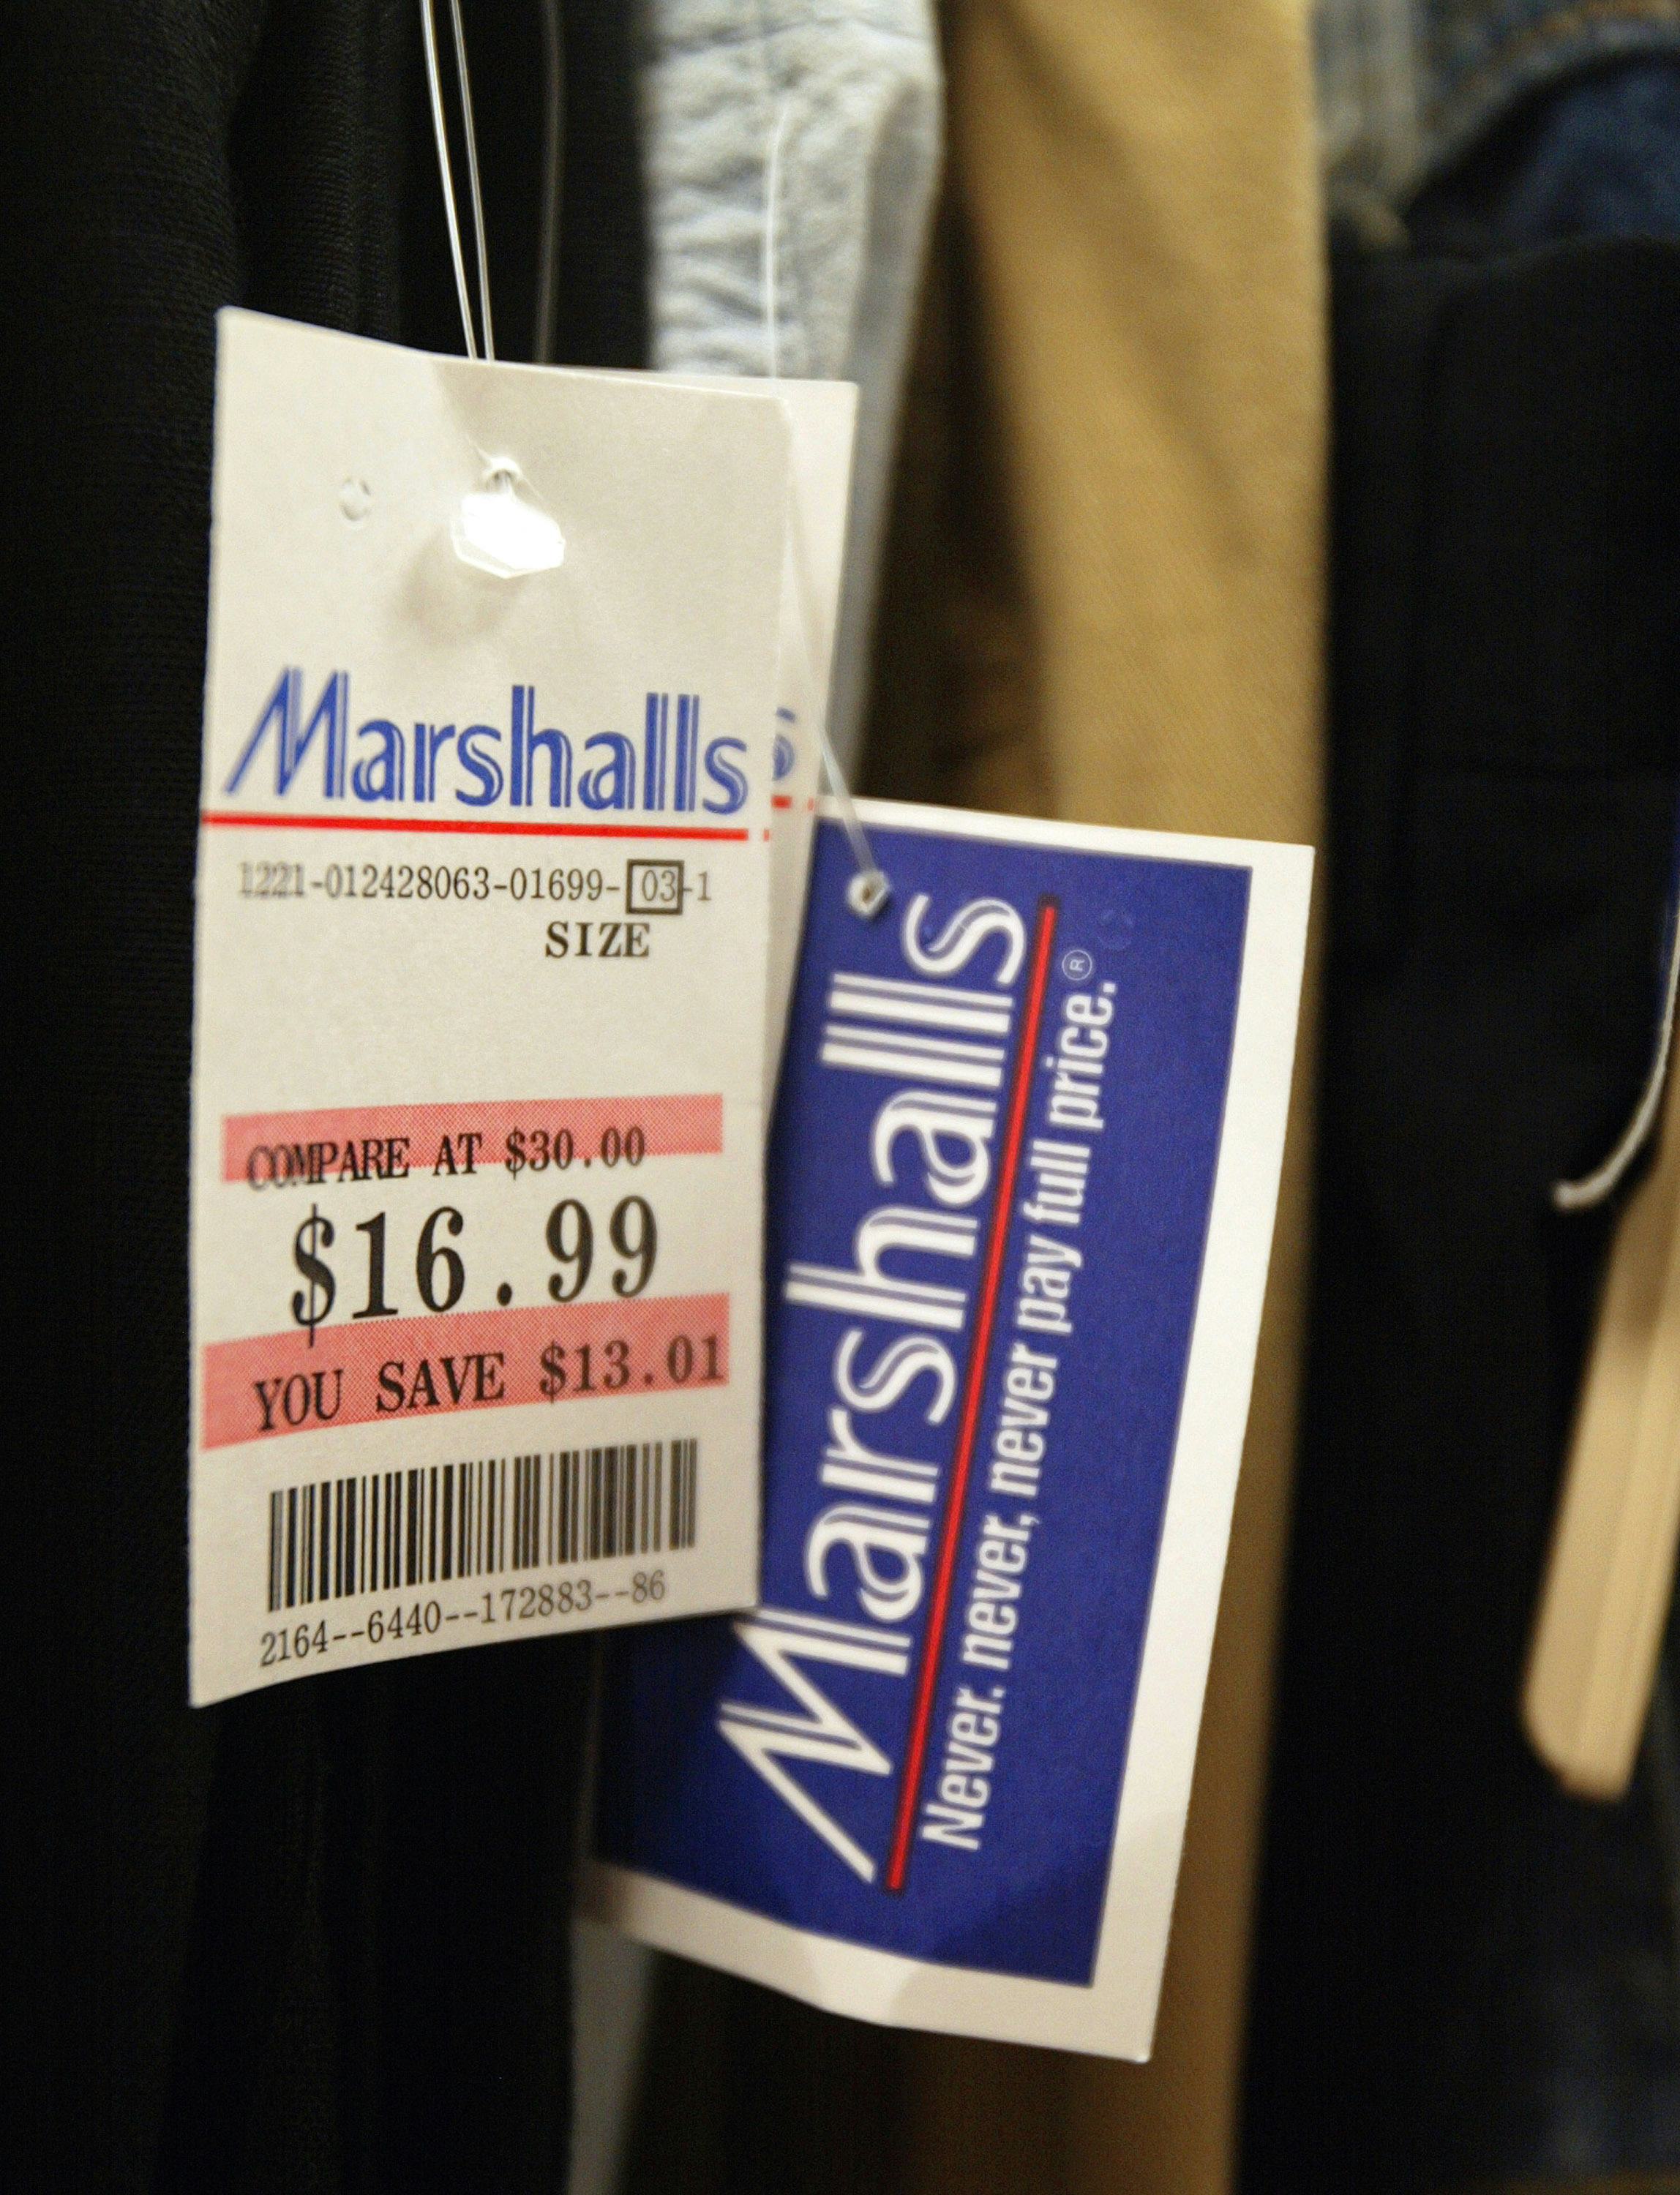 Marshalls
1221-012428063-01699-03-1
SIZE
COMPARE AT $30.00
$16.99
YOU SAVE $13.01
2164--6440--172883--86
s
Marshalls
Never. never, never pay full price.®